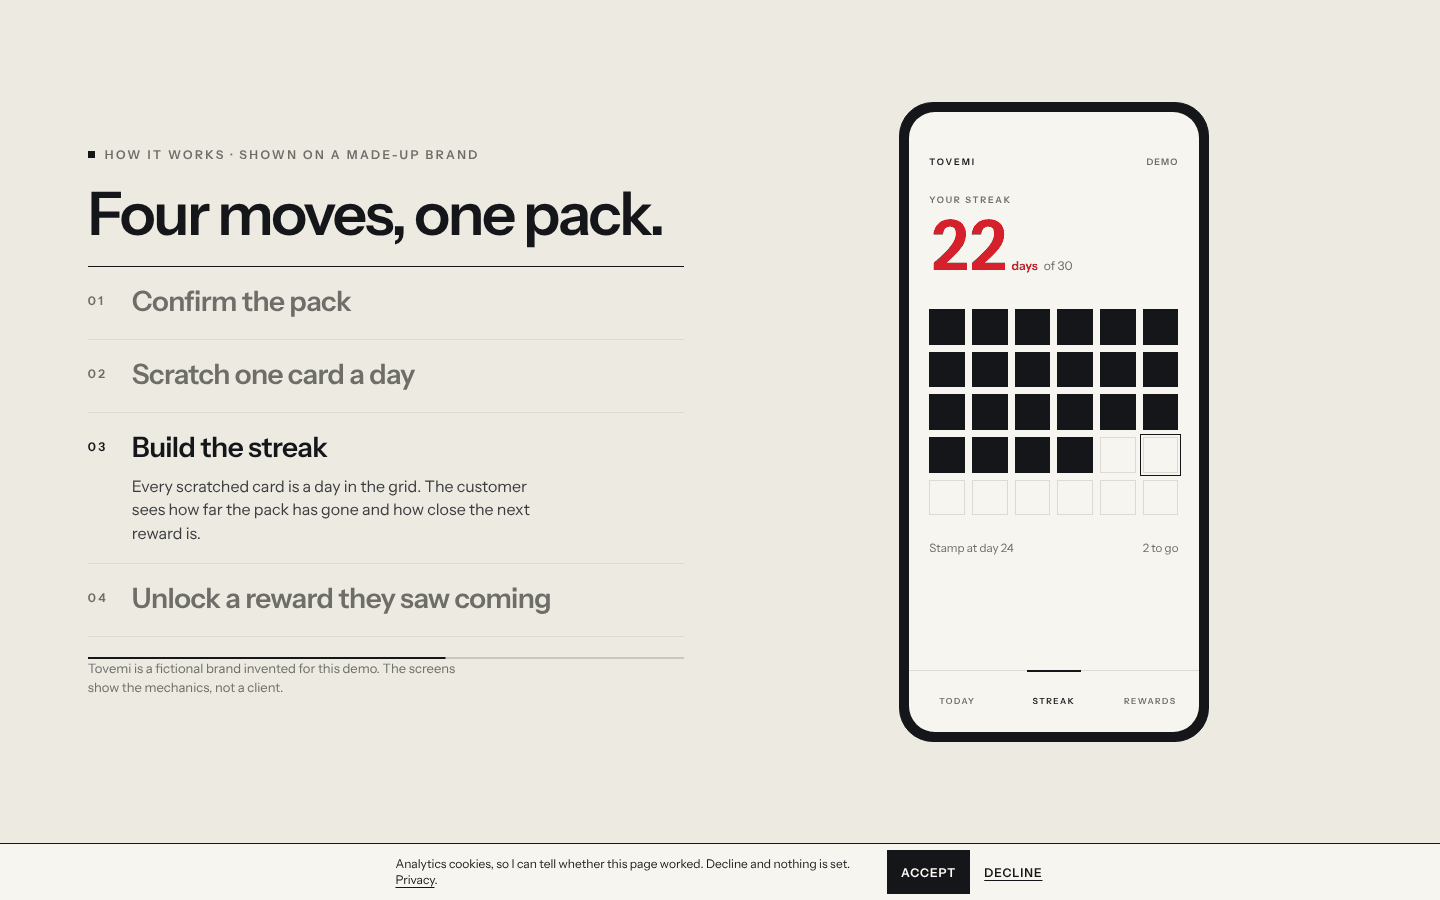 HOW IT WORKS · SHOWN ON A MADE-UP BRAND
Four moves, one pack.
01 Confirm the pack
02 Scratch one card a day
03 Build the streak
Every scratched card is a day in the grid. The customer
sees how far the pack has gone and how close the next
reward is.
04 Unlock a reward they saw coming
Tovemi is a fictional brand invented for this demo. The screens
show the mechanics, not a client.
TOVEMI DEMO
YOUR STREAK
22 days of 30
Stamp at day 24 2 to go
TODAY STREAK REWARDS
Analytics cookies, so I can tell whether this page worked. Decline and nothing is set.
Privacy.
ACCEPT DECLINE